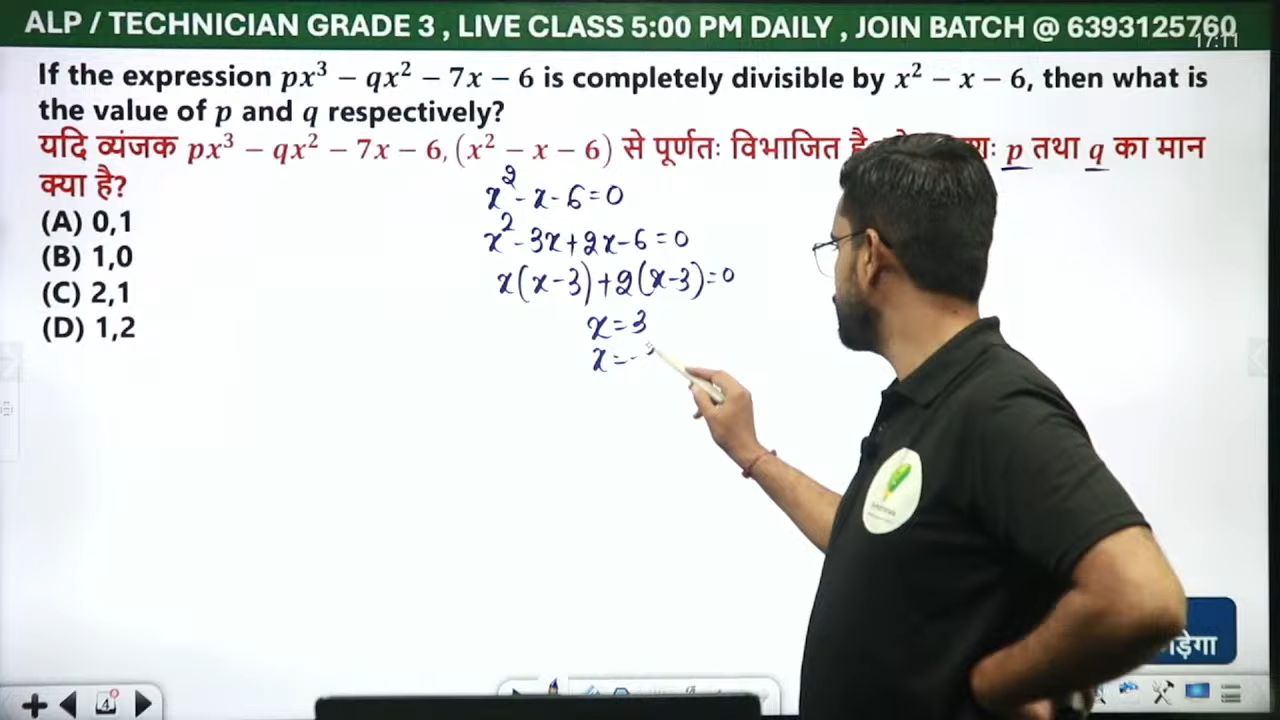 ALP / TECHNICIAN GRADE 3 , LIVE CLASS 5:00 PM DAILY , JOIN BATCH @ 6393125760
17:11
If the expression px³ − qx² − 7x − 6 is completely divisible by x² − x − 6, then what is
the value of p and q respectively?
यदि व्यंजक px³ − qx² − 7x − 6, (x² − x − 6) से पूर्णतः विभाजित है p तथा q का मान
क्या है?
(A) 0,1
(B) 1,0
(C) 2,1
(D) 1,2
x² - x - 6 = 0
x² - 3x + 2x - 6 = 0
x(x-3) + 2(x-3) = 0
x = 3
x = -
4